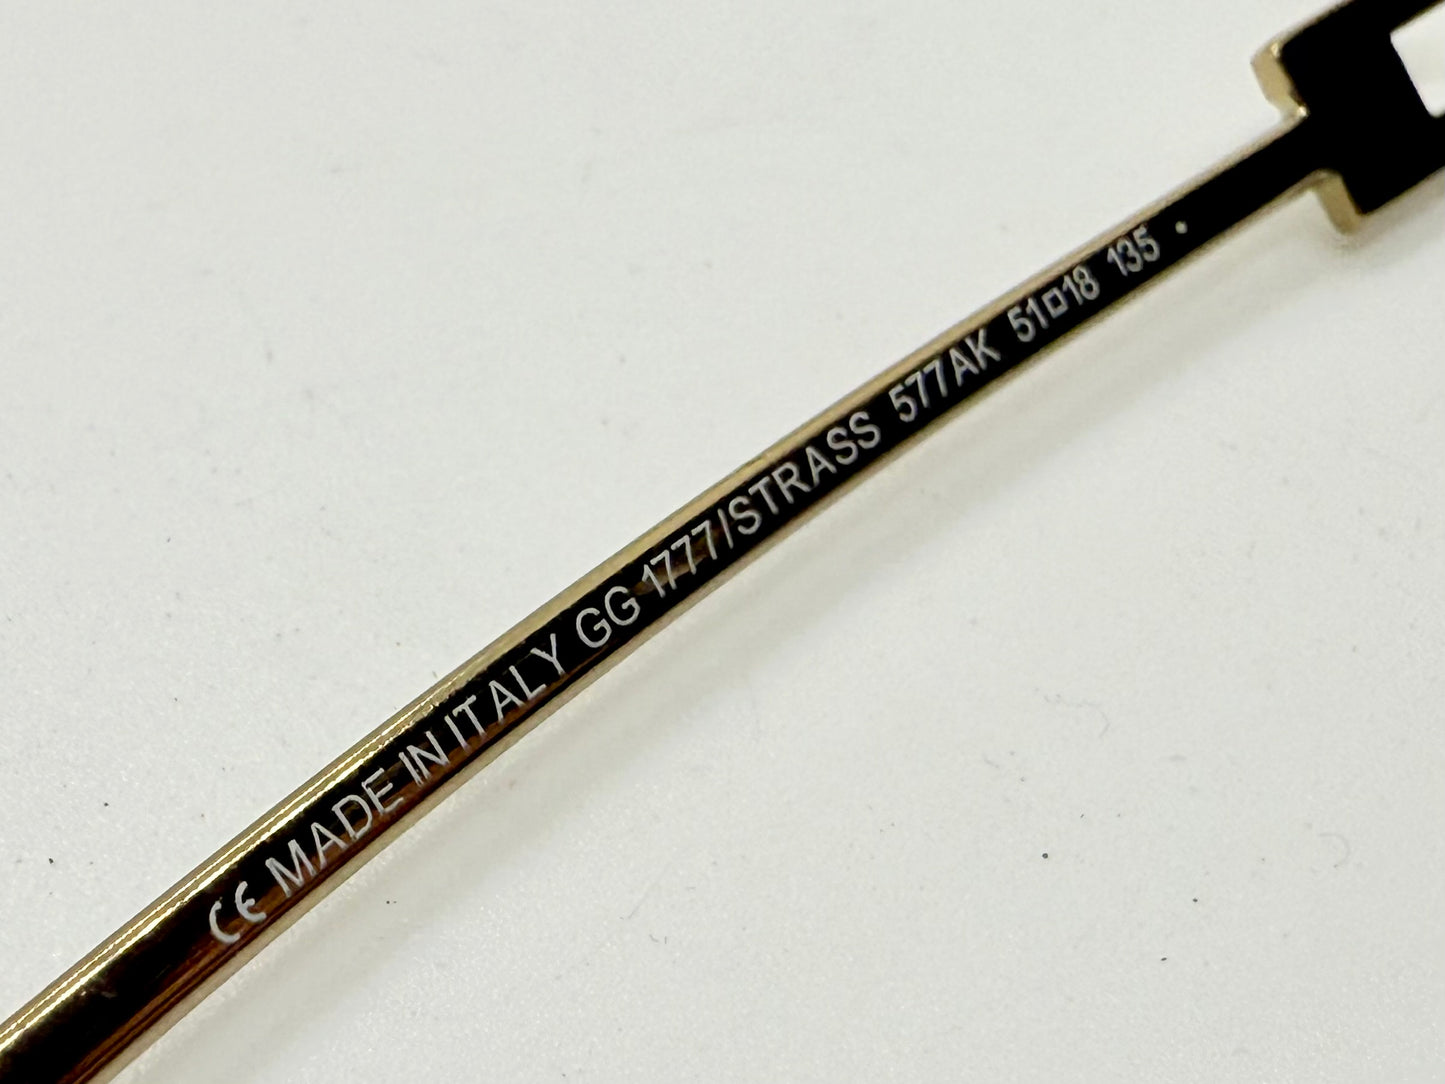 CE MADE IN ITALY GG 1777/STRASS 577AK 51□18 135